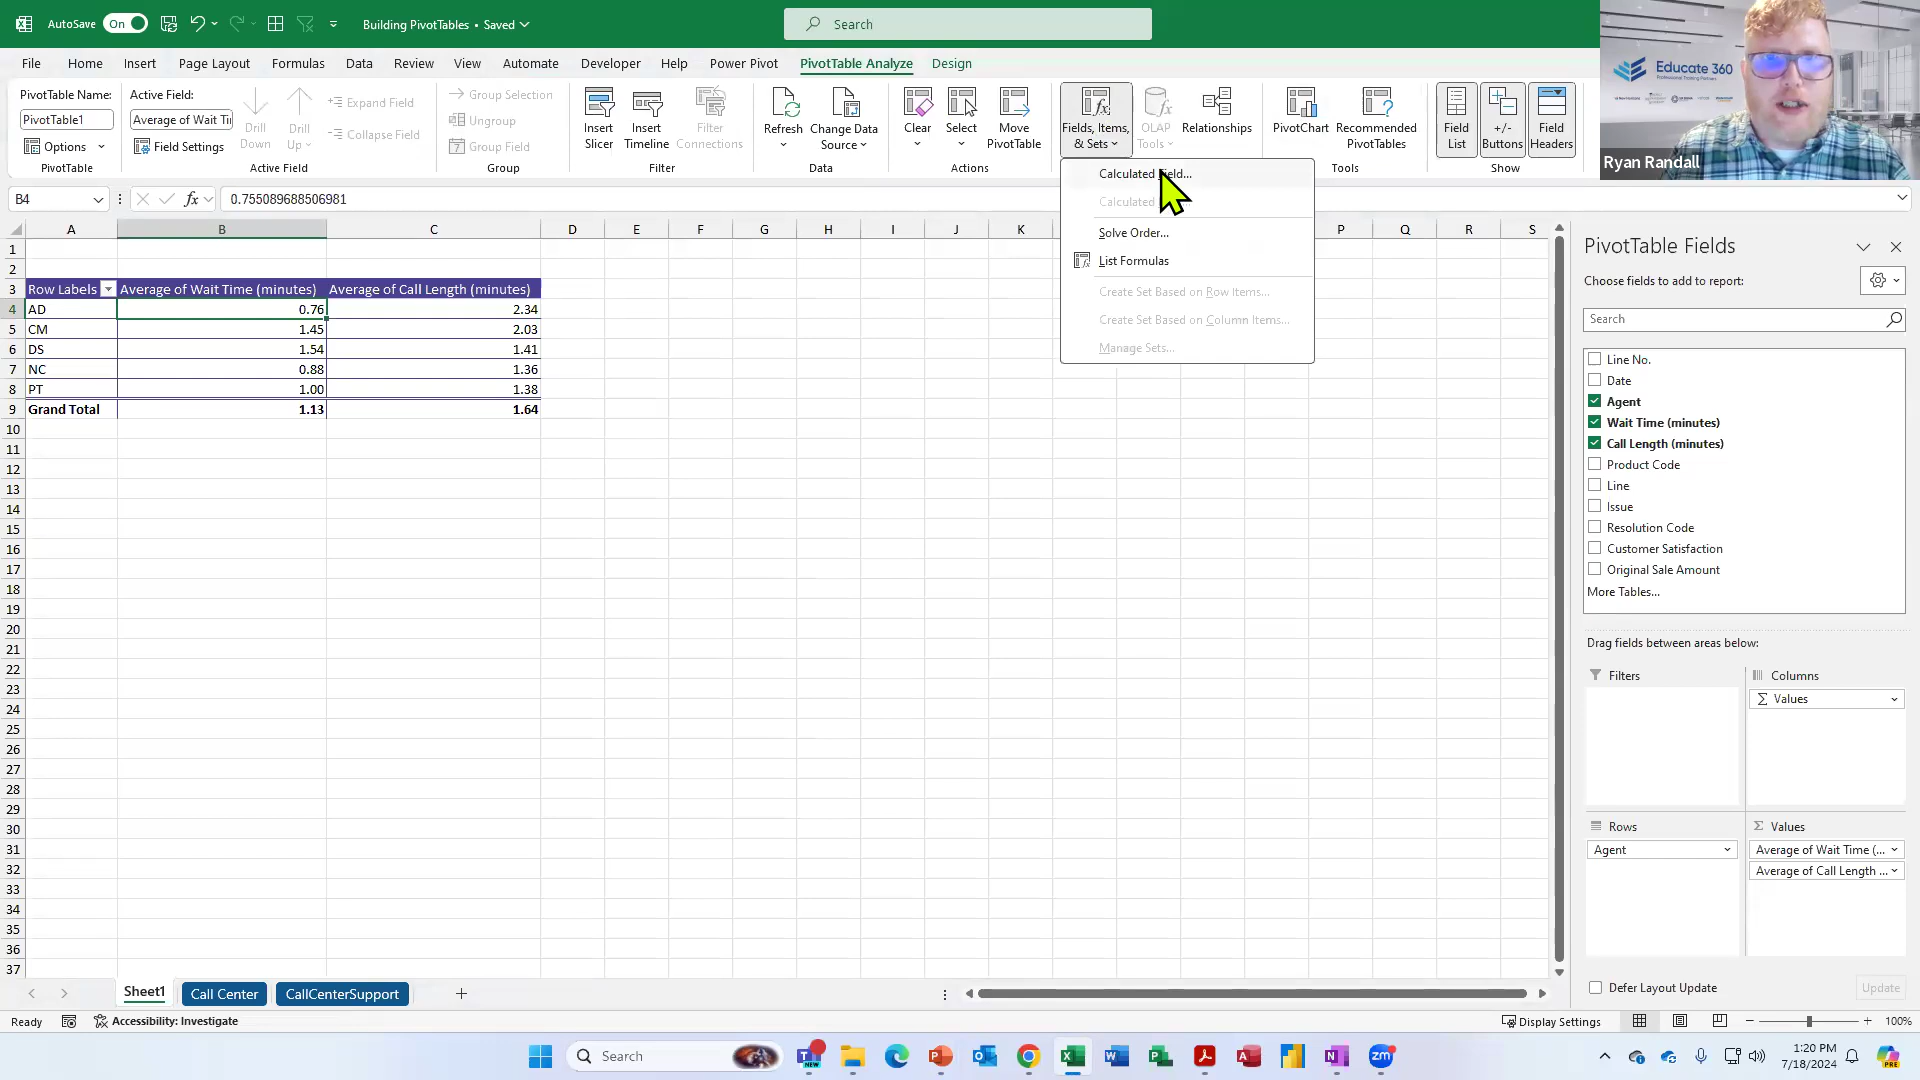 AutoSave On
Building PivotTables • Saved
Search
File Home Insert Page Layout Formulas Data Review View Automate Developer Help Power Pivot PivotTable Analyze Design
PivotTable Name:
PivotTable1
Options
PivotTable
Active Field:
Average of Wait Ti
Field Settings
Drill
Down
Drill
Up
Expand Field
Collapse Field
Active Field
Group Selection
Ungroup
Group Field
Group
Insert
Slicer
Insert
Timeline
Filter
Connections
Filter
Refresh
Change Data
Source
Data
Clear
Select
Move
PivotTable
Actions
Fields, Items,
& Sets
OLAP
Tools
Relationships
PivotChart
Recommended
PivotTables
Tools
Field
List
+/-
Buttons
Field
Headers
Show
Educate 360
Professional Training Partners
Ryan Randall
B4
fx
0.755089688506981
Calculated Field...
Calculated
Solve Order...
List Formulas
Create Set Based on Row Items...
Create Set Based on Column Items...
Manage Sets...
A B C D E F G H I J K P Q R S
1
2
3 Row Labels Average of Wait Time (minutes) Average of Call Length (minutes)
4 AD 0.76 2.34
5 CM 1.45 2.03
6 DS 1.54 1.41
7 NC 0.88 1.36
8 PT 1.00 1.38
9 Grand Total 1.13 1.64
10
11
12
13
14
15
16
17
18
19
20
21
22
23
24
25
26
27
28
29
30
31
32
33
34
35
36
37
PivotTable Fields
Choose fields to add to report:
Search
Line No.
Date
Agent
Wait Time (minutes)
Call Length (minutes)
Product Code
Line
Issue
Resolution Code
Customer Satisfaction
Original Sale Amount
More Tables...
Drag fields between areas below:
Filters
Columns
Σ Values
Rows
Agent
Σ Values
Average of Wait Time (...
Average of Call Length ...
Defer Layout Update
Update
Sheet1 Call Center CallCenterSupport
Ready
Accessibility: Investigate
Display Settings
100%
Search
NEW
zm
1:20 PM
7/18/2024
PRE